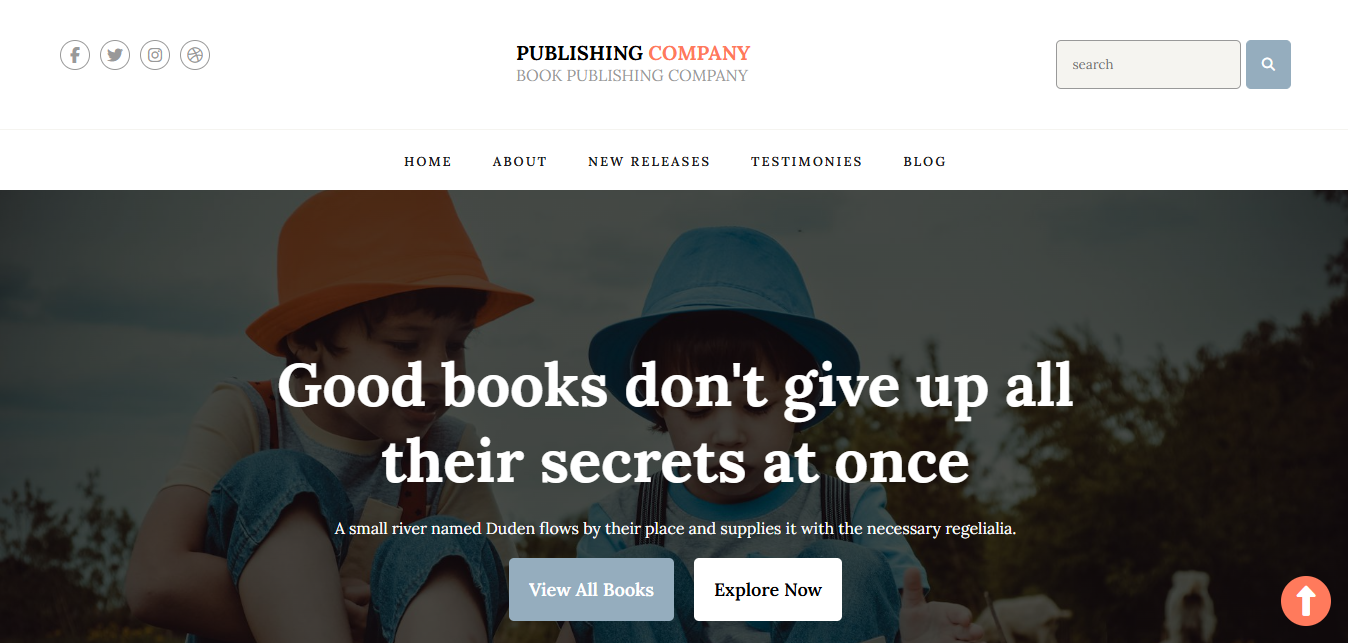 PUBLISHING COMPANY
BOOK PUBLISHING COMPANY
search
HOME ABOUT NEW RELEASES TESTIMONIES BLOG
Good books don't give up all
their secrets at once
A small river named Duden flows by their place and supplies it with the necessary regelialia.
View All Books Explore Now